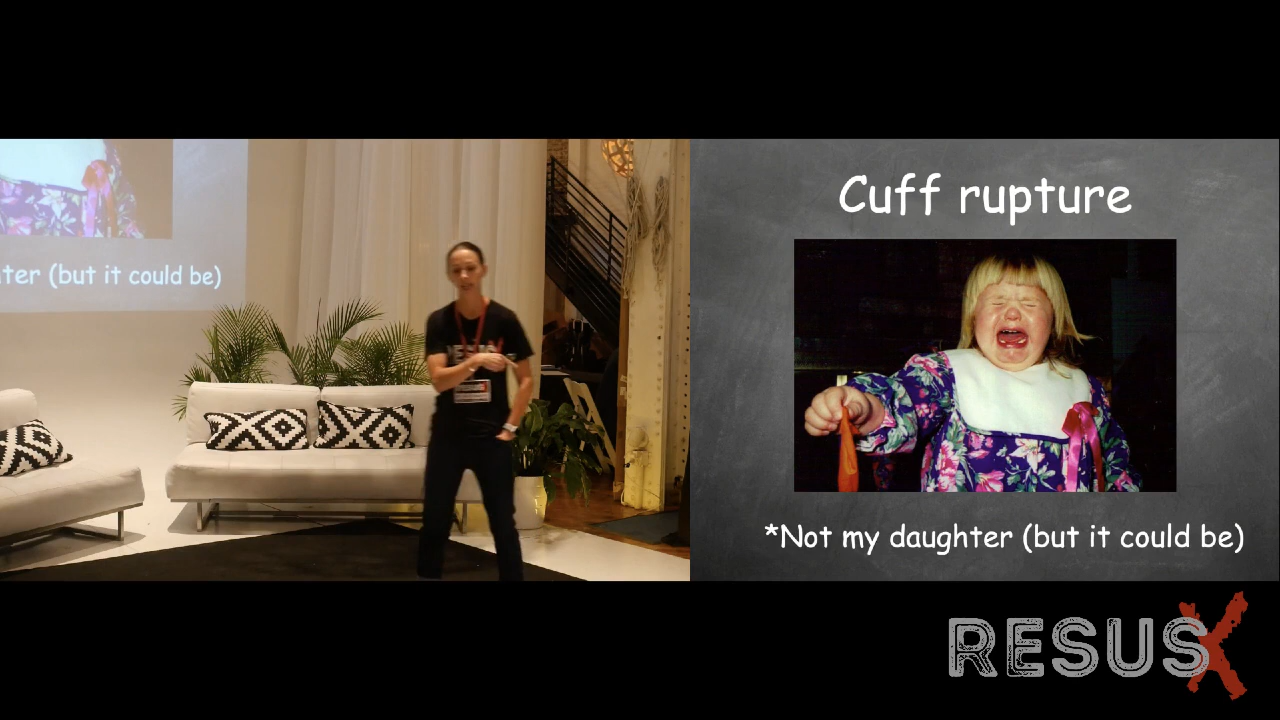 ter (but it could be)
Cuff rupture
*Not my daughter (but it could be)
RESUSX